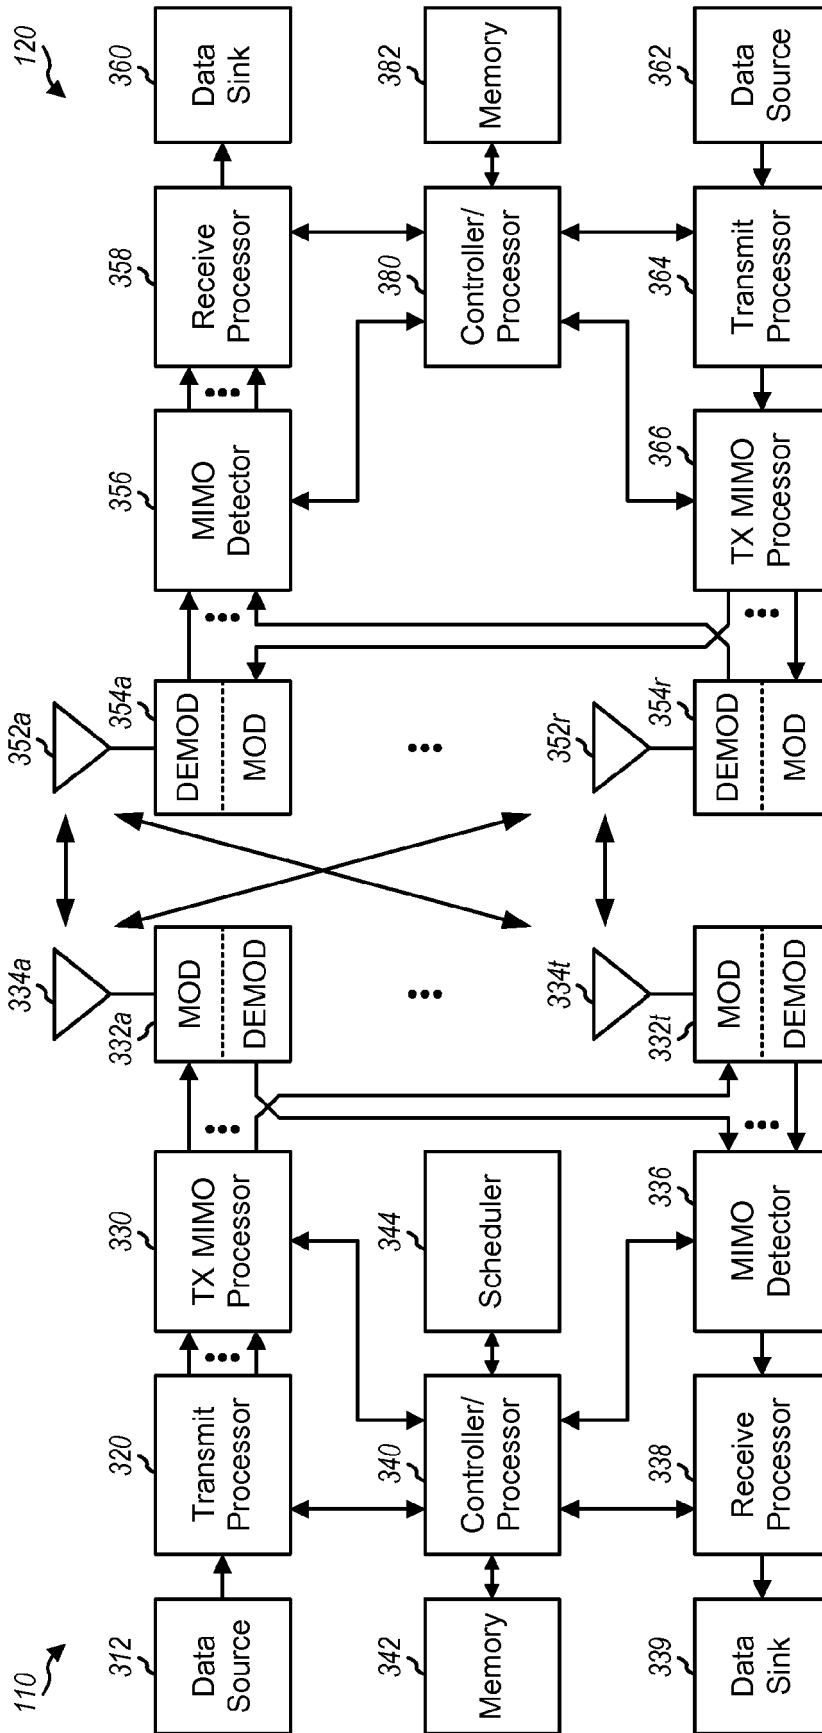 110
312
Data
Source
320
Transmit
Processor
330
TX MIMO
Processor
332a
334a
MOD
DEMOD
342
Memory
340
Controller/
Processor
344
Scheduler
339
Data
Sink
338
Receive
Processor
336
MIMO
Detector
332t
334t
MOD
DEMOD
120
352a
354a
DEMOD
MOD
356
MIMO
Detector
358
Receive
Processor
360
Data
Sink
380
Controller/
Processor
382
Memory
352r
354r
DEMOD
MOD
366
TX MIMO
Processor
364
Transmit
Processor
362
Data
Source